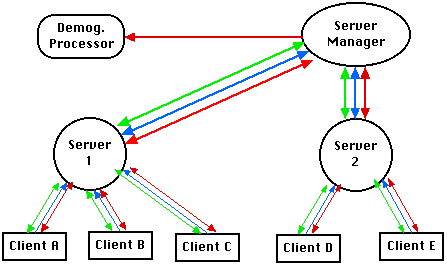 Demog.
Processor
Server
Manager
Server
1
Server
2
Client A
Client B
Client C
Client D
Client E